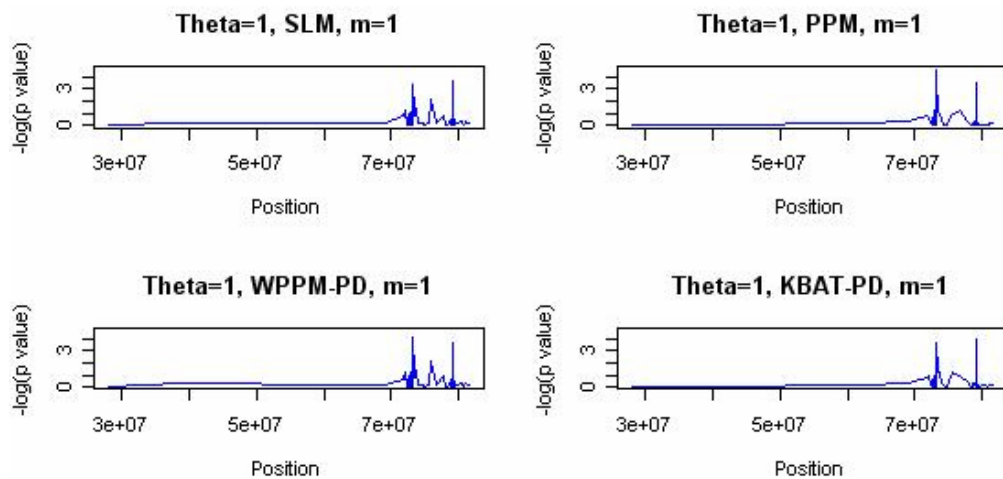 Theta=1, SLM, m=1
-log(p value)
3
0
3e+07 5e+07 7e+07
Position
Theta=1, PPM, m=1
-log(p value)
3
0
3e+07 5e+07 7e+07
Position
Theta=1, WPPM-PD, m=1
-log(p value)
3
0
3e+07 5e+07 7e+07
Position
Theta=1, KBAT-PD, m=1
-log(p value)
3
0
3e+07 5e+07 7e+07
Position